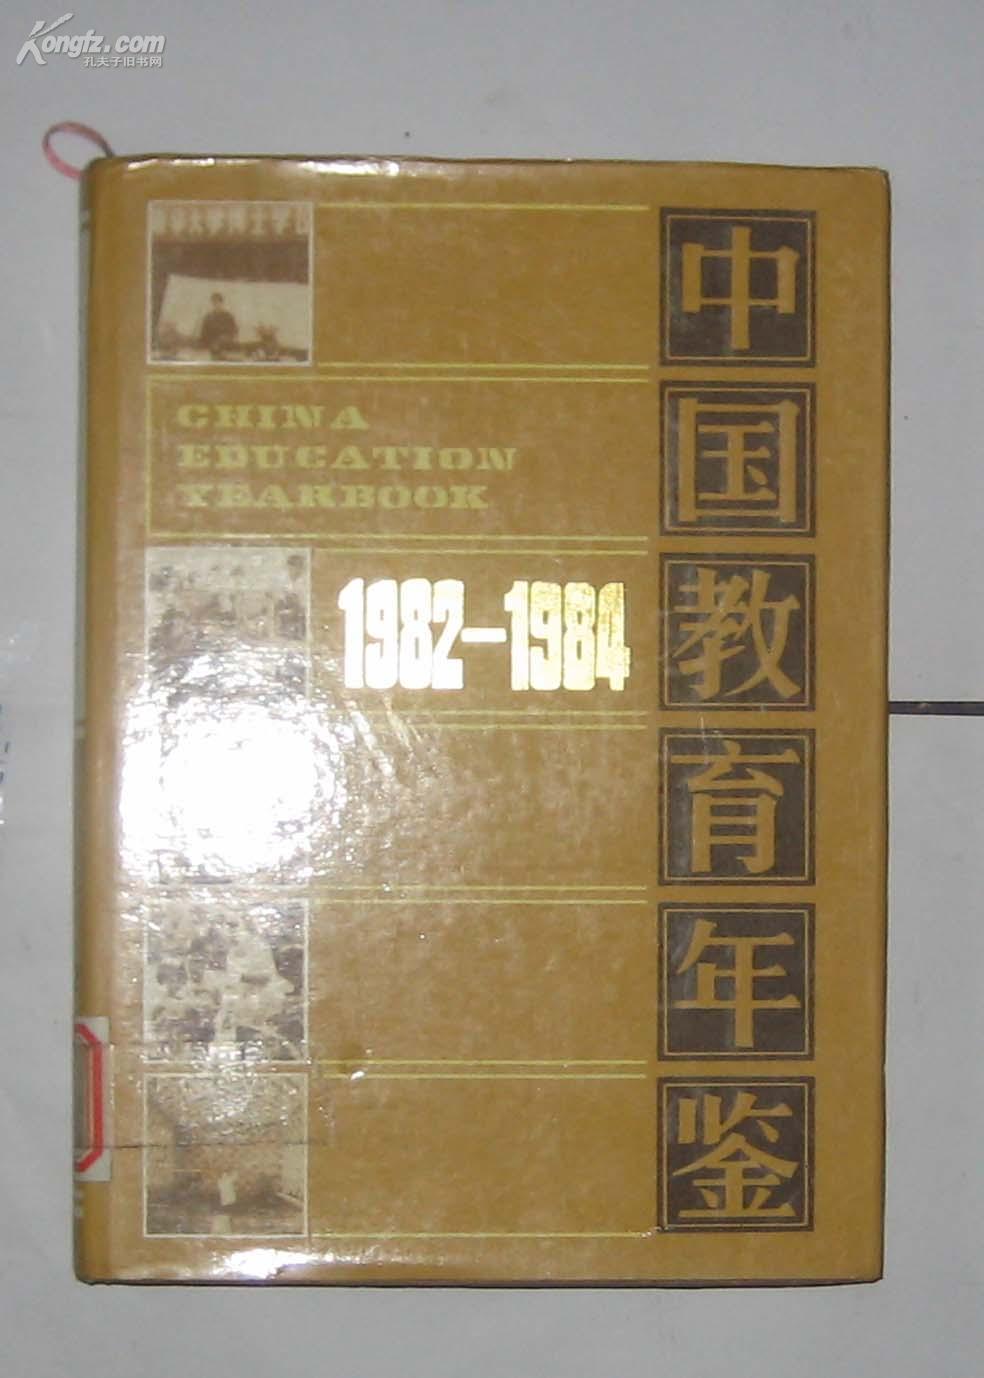 Kongfz.com
孔夫子旧书网
CHINA
EDUCATION
YEARBOOK
1982-1984
中国教育年鉴